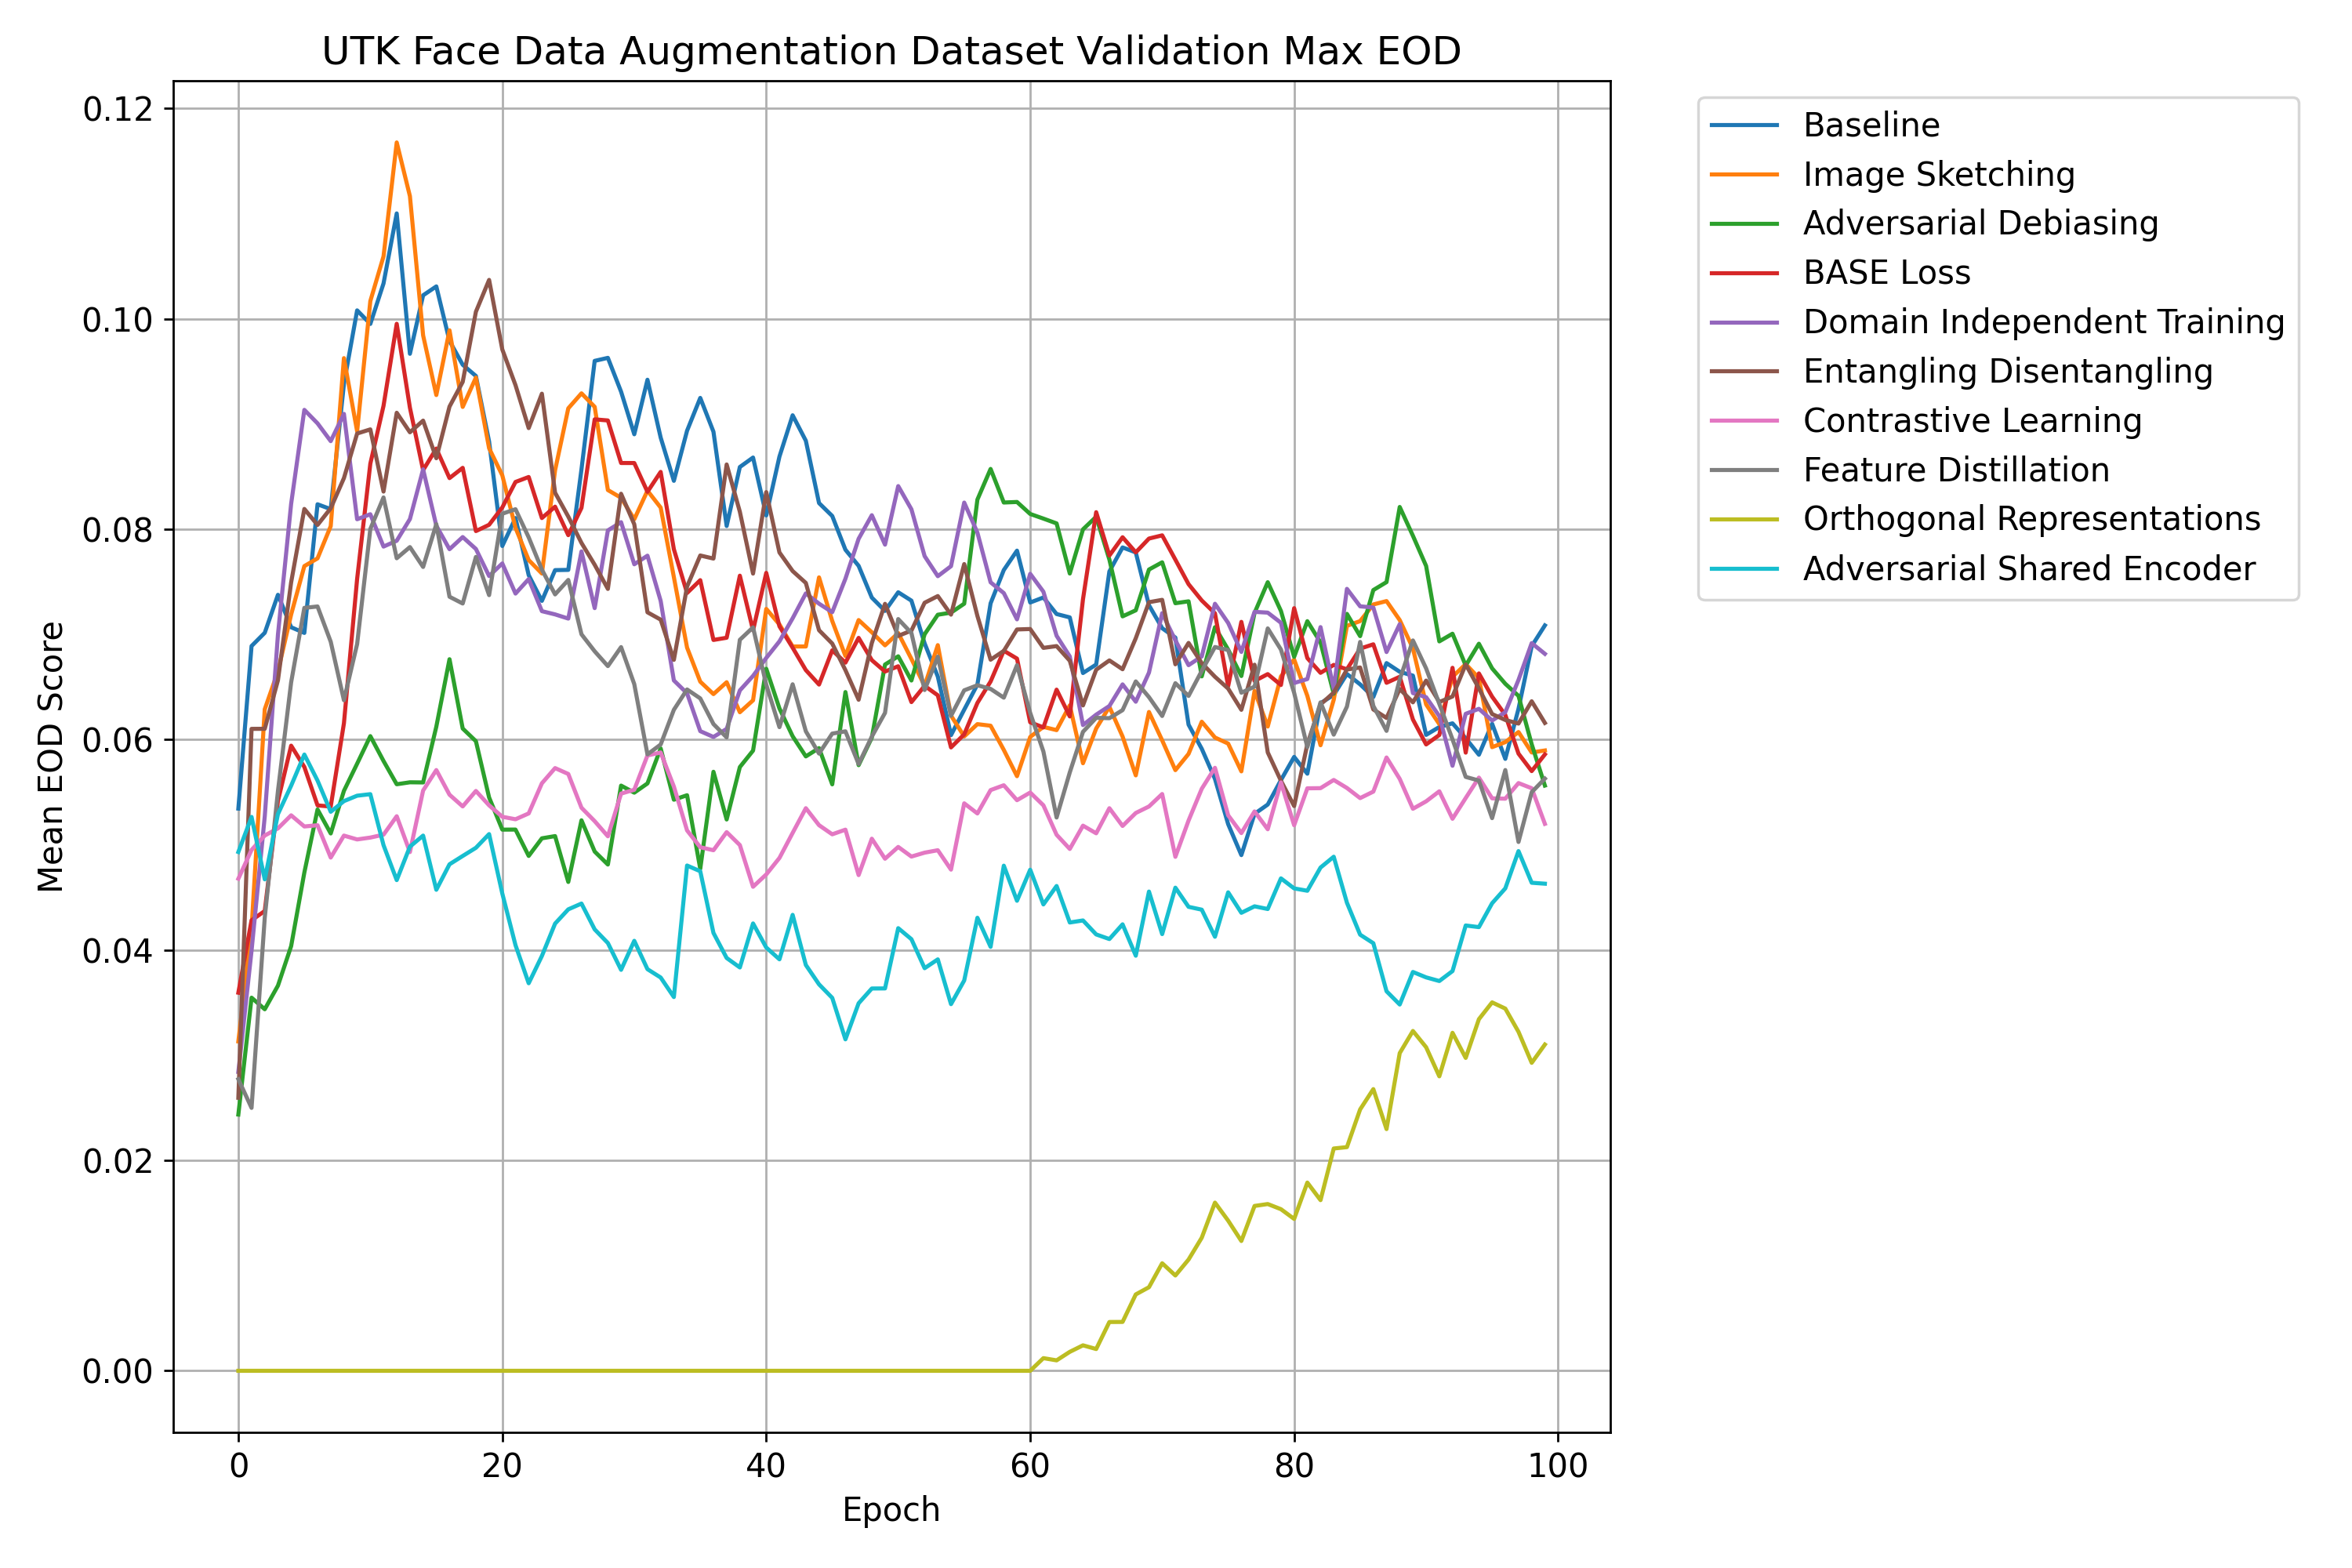 UTK Face Data Augmentation Dataset Validation Max EOD
0.12
0.10
0.08
0.06
0.04
0.02
0.00
Mean EOD Score
0 20 40 60 80 100
Epoch
Baseline
Image Sketching
Adversarial Debiasing
BASE Loss
Domain Independent Training
Entangling Disentangling
Contrastive Learning
Feature Distillation
Orthogonal Representations
Adversarial Shared Encoder